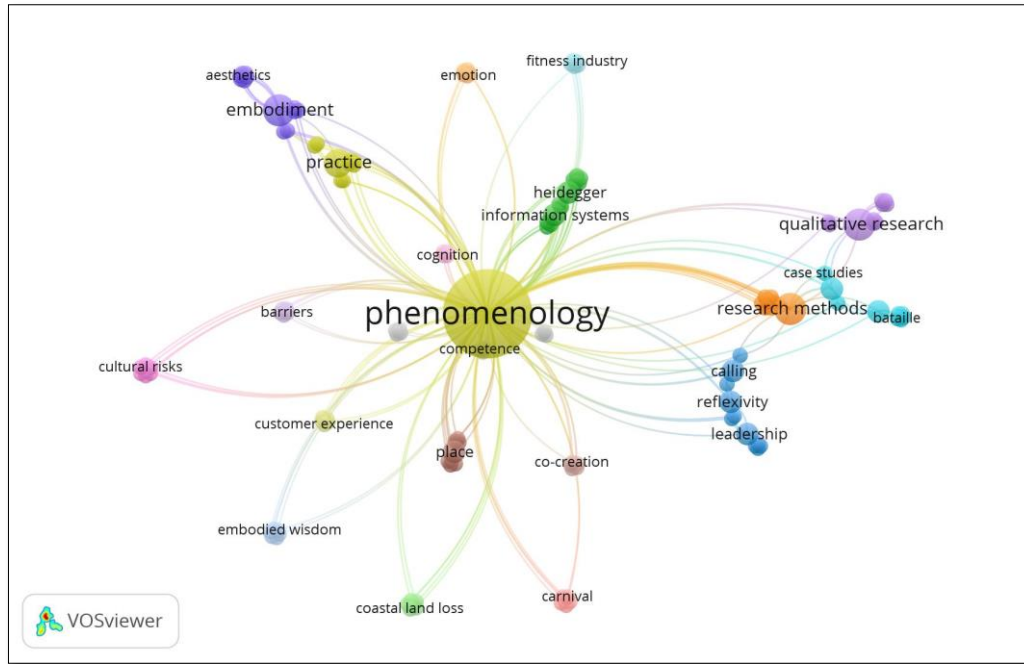 fitness industry
aesthetics
emotion
embodiment
practice
heidegger
information systems
qualitative research
cognition
case studies
barriers
phenomenology
research methods
bataille
competence
cultural risks
calling
reflexivity
customer experience
leadership
place
co-creation
embodied wisdom
carnival
coastal land loss
VOSviewer